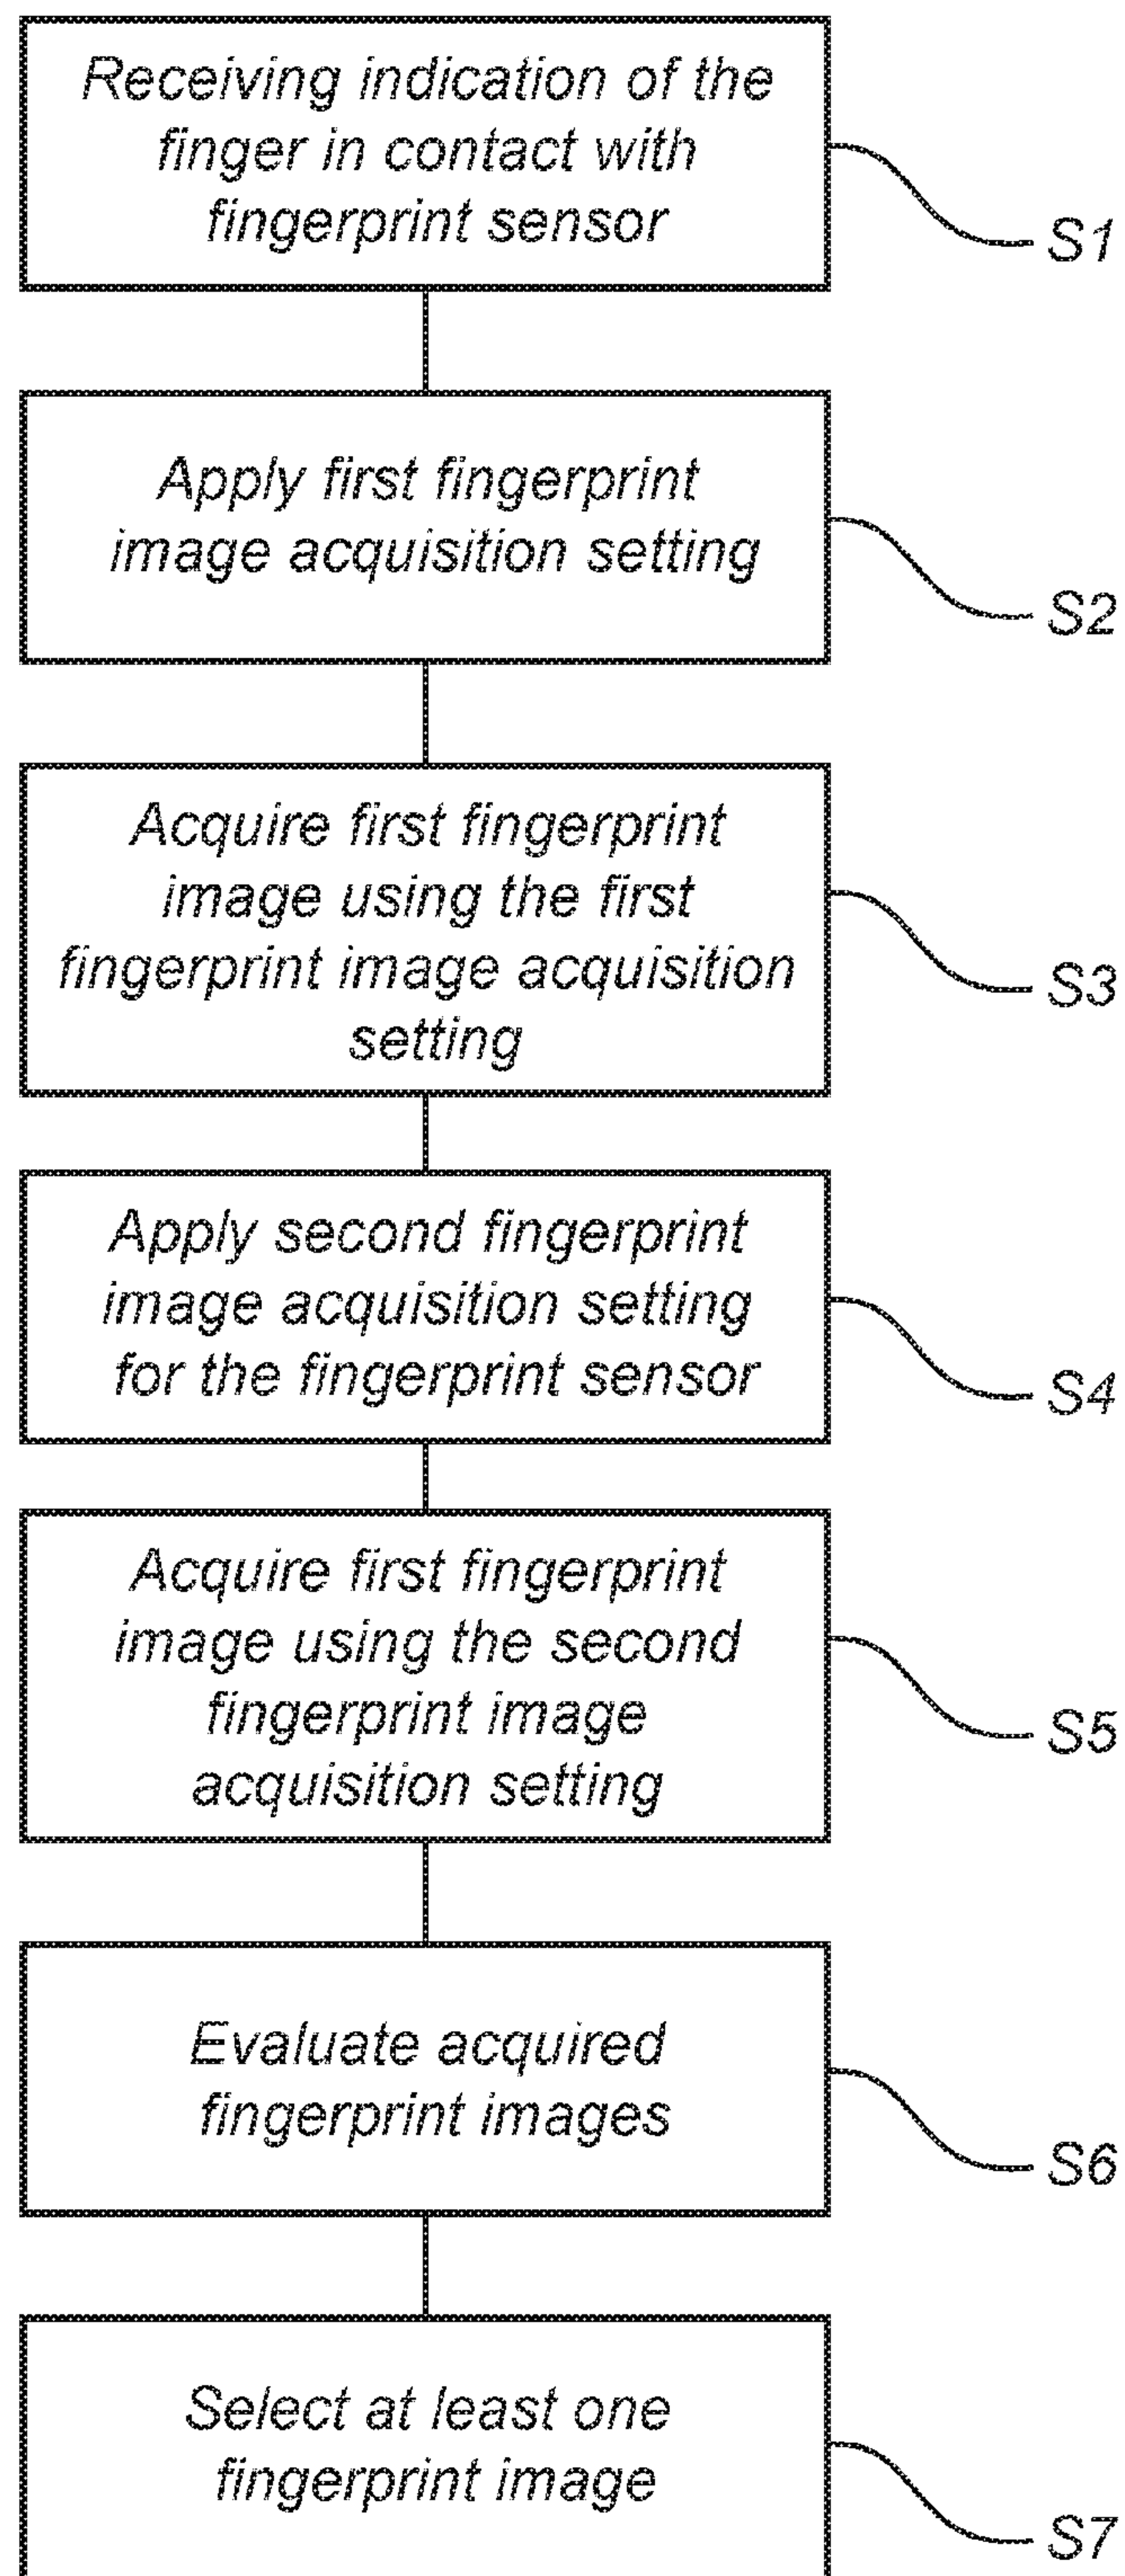 Receiving indication of the
finger in contact with
fingerprint sensor
S1
Apply first fingerprint
image acquisition setting
S2
Acquire first fingerprint
image using the first
fingerprint image acquisition
setting
S3
Apply second fingerprint
image acquisition setting
for the fingerprint sensor
S4
Acquire first fingerprint
image using the second
fingerprint image
acquisition setting
S5
Evaluate acquired
fingerprint images
S6
Select at least one
fingerprint image
S7